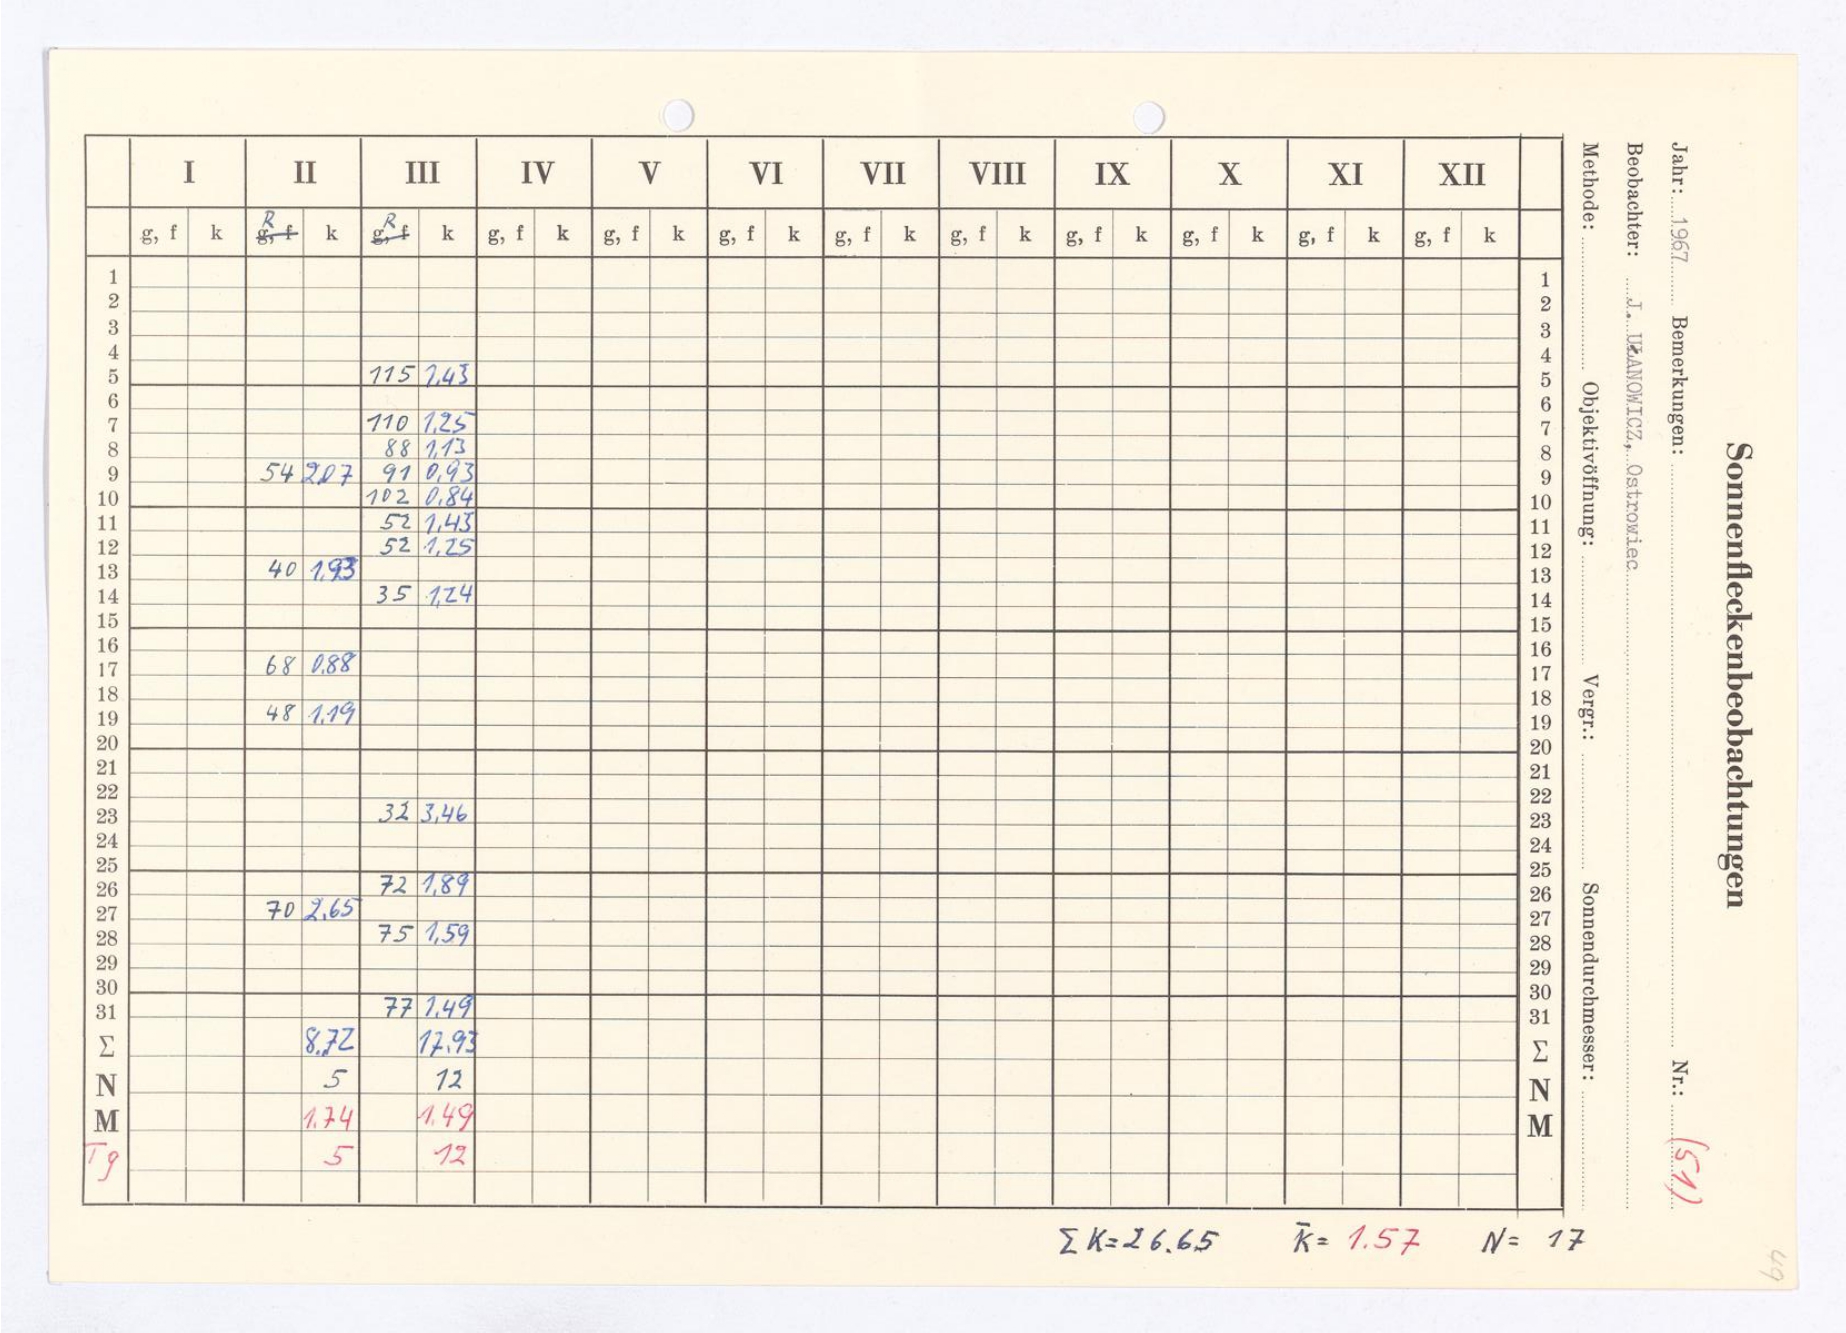 Sonnenfleckenbeobachtungen
Jahr: 1967 Bemerkungen: Nr.: (51)
Beobachter: J. UŁANOWICZ, Ostrowiec
Methode: Objektivöffnung: Vergr.: Sonnendurchmesser:
I II III IV V VI VII VIII IX X XI XII
g, f k R g, f k R g, f k g, f k g, f k g, f k g, f k g, f k g, f k g, f k g, f k g, f k
1 1
2 2
3 3
4 4
5 115 1,43 5
6 6
7 110 1,25 7
8 88 1,13 8
9 54 2,07 91 0,93 9
10 102 0,84 10
11 52 1,43 11
12 52 1,25 12
13 40 1,93 13
14 35 1,24 14
15 15
16 16
17 68 0,88 17
18 18
19 48 1,19 19
20 20
21 21
22 22
23 32 3,46 23
24 24
25 25
26 72 1,89 26
27 70 2,65 27
28 75 1,59 28
29 29
30 30
31 77 1,49 31
Σ 8,72 17,93 Σ
N 5 12 N
M 1.74 1.49 M
Tg 5 12
Σ K = 26.65 k̄ = 1.57 N = 17
49